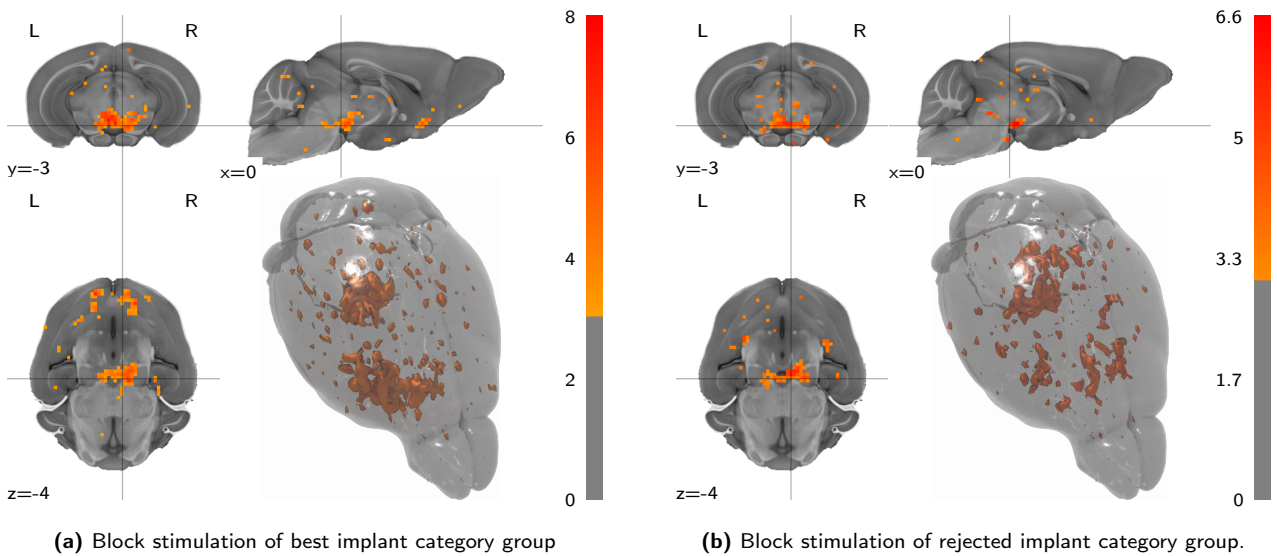 L
R
y=-3
x=0
L
R
z=-4
8
6
4
2
0
(a) Block stimulation of best implant category group
L
R
y=-3
x=0
L
R
z=-4
6.6
5
3.3
1.7
0
(b) Block stimulation of rejected implant category group.